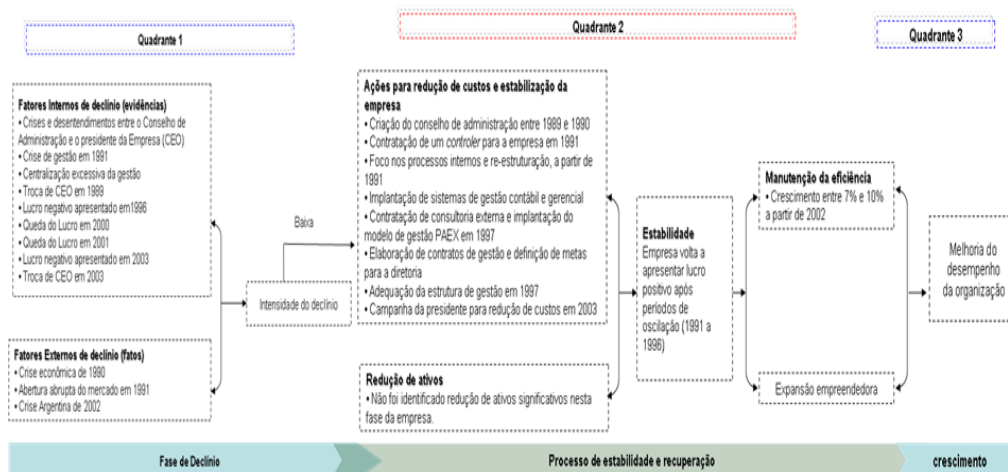 Quadrante 1
Quadrante 2
Quadrante 3
Fatores Internos de declínio (evidências)
• Crises e desentendimentos entre o Conselho de
Administração e o presidente da Empresa (CEO)
• Crise de gestão em 1991
• Centralização excessiva da gestão
• Troca de CEO em 1989
• Lucro negativo apresentado em1996
• Queda do Lucro em 2000
• Queda do Lucro em 2001
• Lucro negativo apresentado em 2003
• Troca de CEO em 2003
Fatores Externos de declínio (fatos)
• Crise econômica de 1990
• Abertura abrupta do mercado em 1991
• Crise Argentina de 2002
Baixa
Intensidade do declínio
Ações para redução de custos e estabilização da
empresa
• Criação do conselho de administração entre 1989 e 1990
• Contratação de um controler para a empresa em 1991
• Foco nos processos internos e re-estruturação, a partir de
1991
• Implantação de sistemas de gestão contábil e gerencial
• Contratação de consultoria externa e implantação do
modelo de gestão PAEX em 1997
• Elaboração de contratos de gestão e definição de metas
para a diretoria
• Adequação da estrutura de gestão em 1997
• Campanha da presidente para redução de custos em 2003
Redução de ativos
• Não foi identificado redução de ativos significativos nesta
fase da empresa.
Estabilidade
Empresa volta a
apresentar lucro
positivo após
períodos de
oscilação (1991 a
1996)
Manutenção da eficiência
• Crescimento entre 7% e 10%
a partir de 2002
Expansão empreendedora
Melhoria do
desempenho
da organização
Fase de Declínio
Processo de estabilidade e recuperação
crescimento